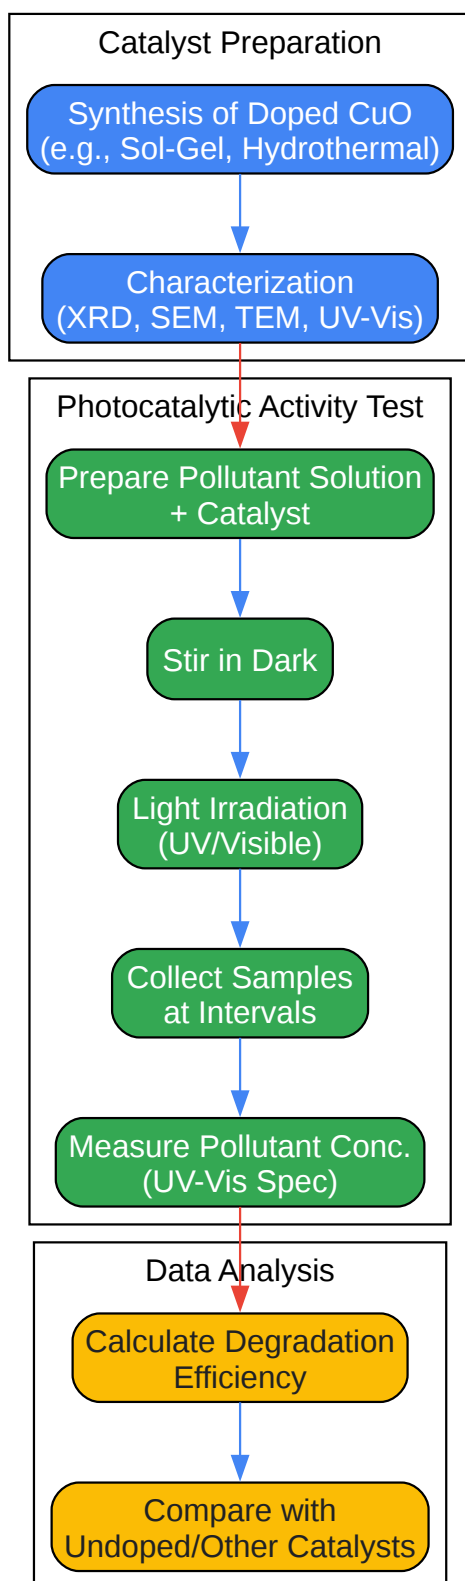 Catalyst Preparation
Synthesis of Doped CuO
(e.g., Sol-Gel, Hydrothermal)
Characterization
(XRD, SEM, TEM, UV-Vis)
Photocatalytic Activity Test
Prepare Pollutant Solution
+ Catalyst
Stir in Dark
Light Irradiation
(UV/Visible)
Collect Samples
at Intervals
Measure Pollutant Conc.
(UV-Vis Spec)
Data Analysis
Calculate Degradation
Efficiency
Compare with
Undoped/Other Catalysts